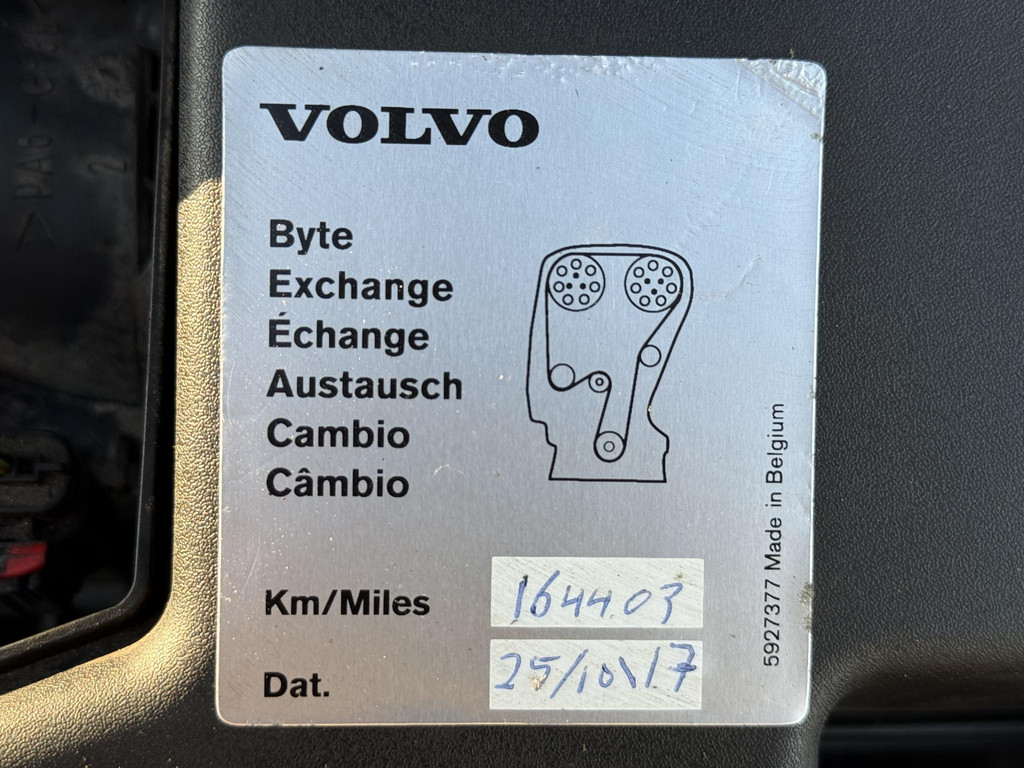 VOLVO
Byte
Exchange
Échange
Austausch
Cambio
Câmbio
Km/Miles 164403
Dat. 25/10\17
5927377 Made in Belgium